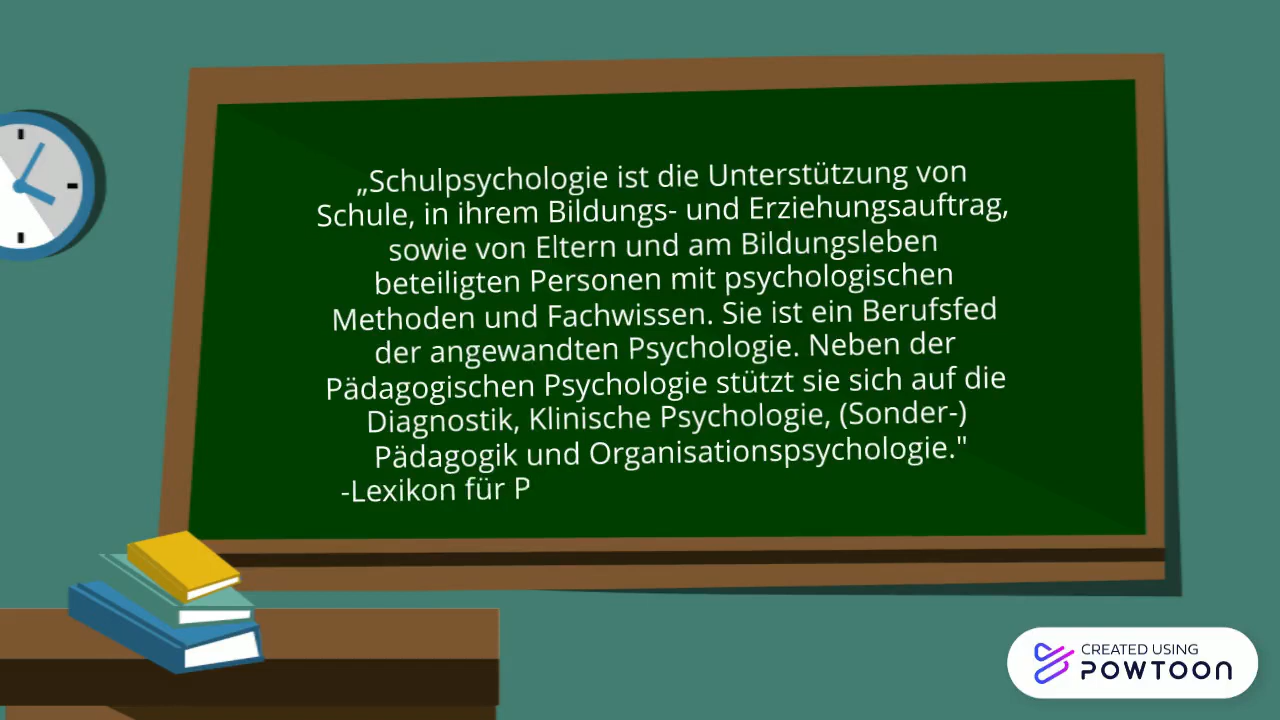 „Schulpsychologie ist die Unterstützung von
Schule, in ihrem Bildungs- und Erziehungsauftrag,
sowie von Eltern und am Bildungsleben
beteiligten Personen mit psychologischen
Methoden und Fachwissen. Sie ist ein Berufsfed
der angewandten Psychologie. Neben der
Pädagogischen Psychologie stützt sie sich auf die
Diagnostik, Klinische Psychologie, (Sonder-)
Pädagogik und Organisationspsychologie."
-Lexikon für P
CREATED USING
POWTOON